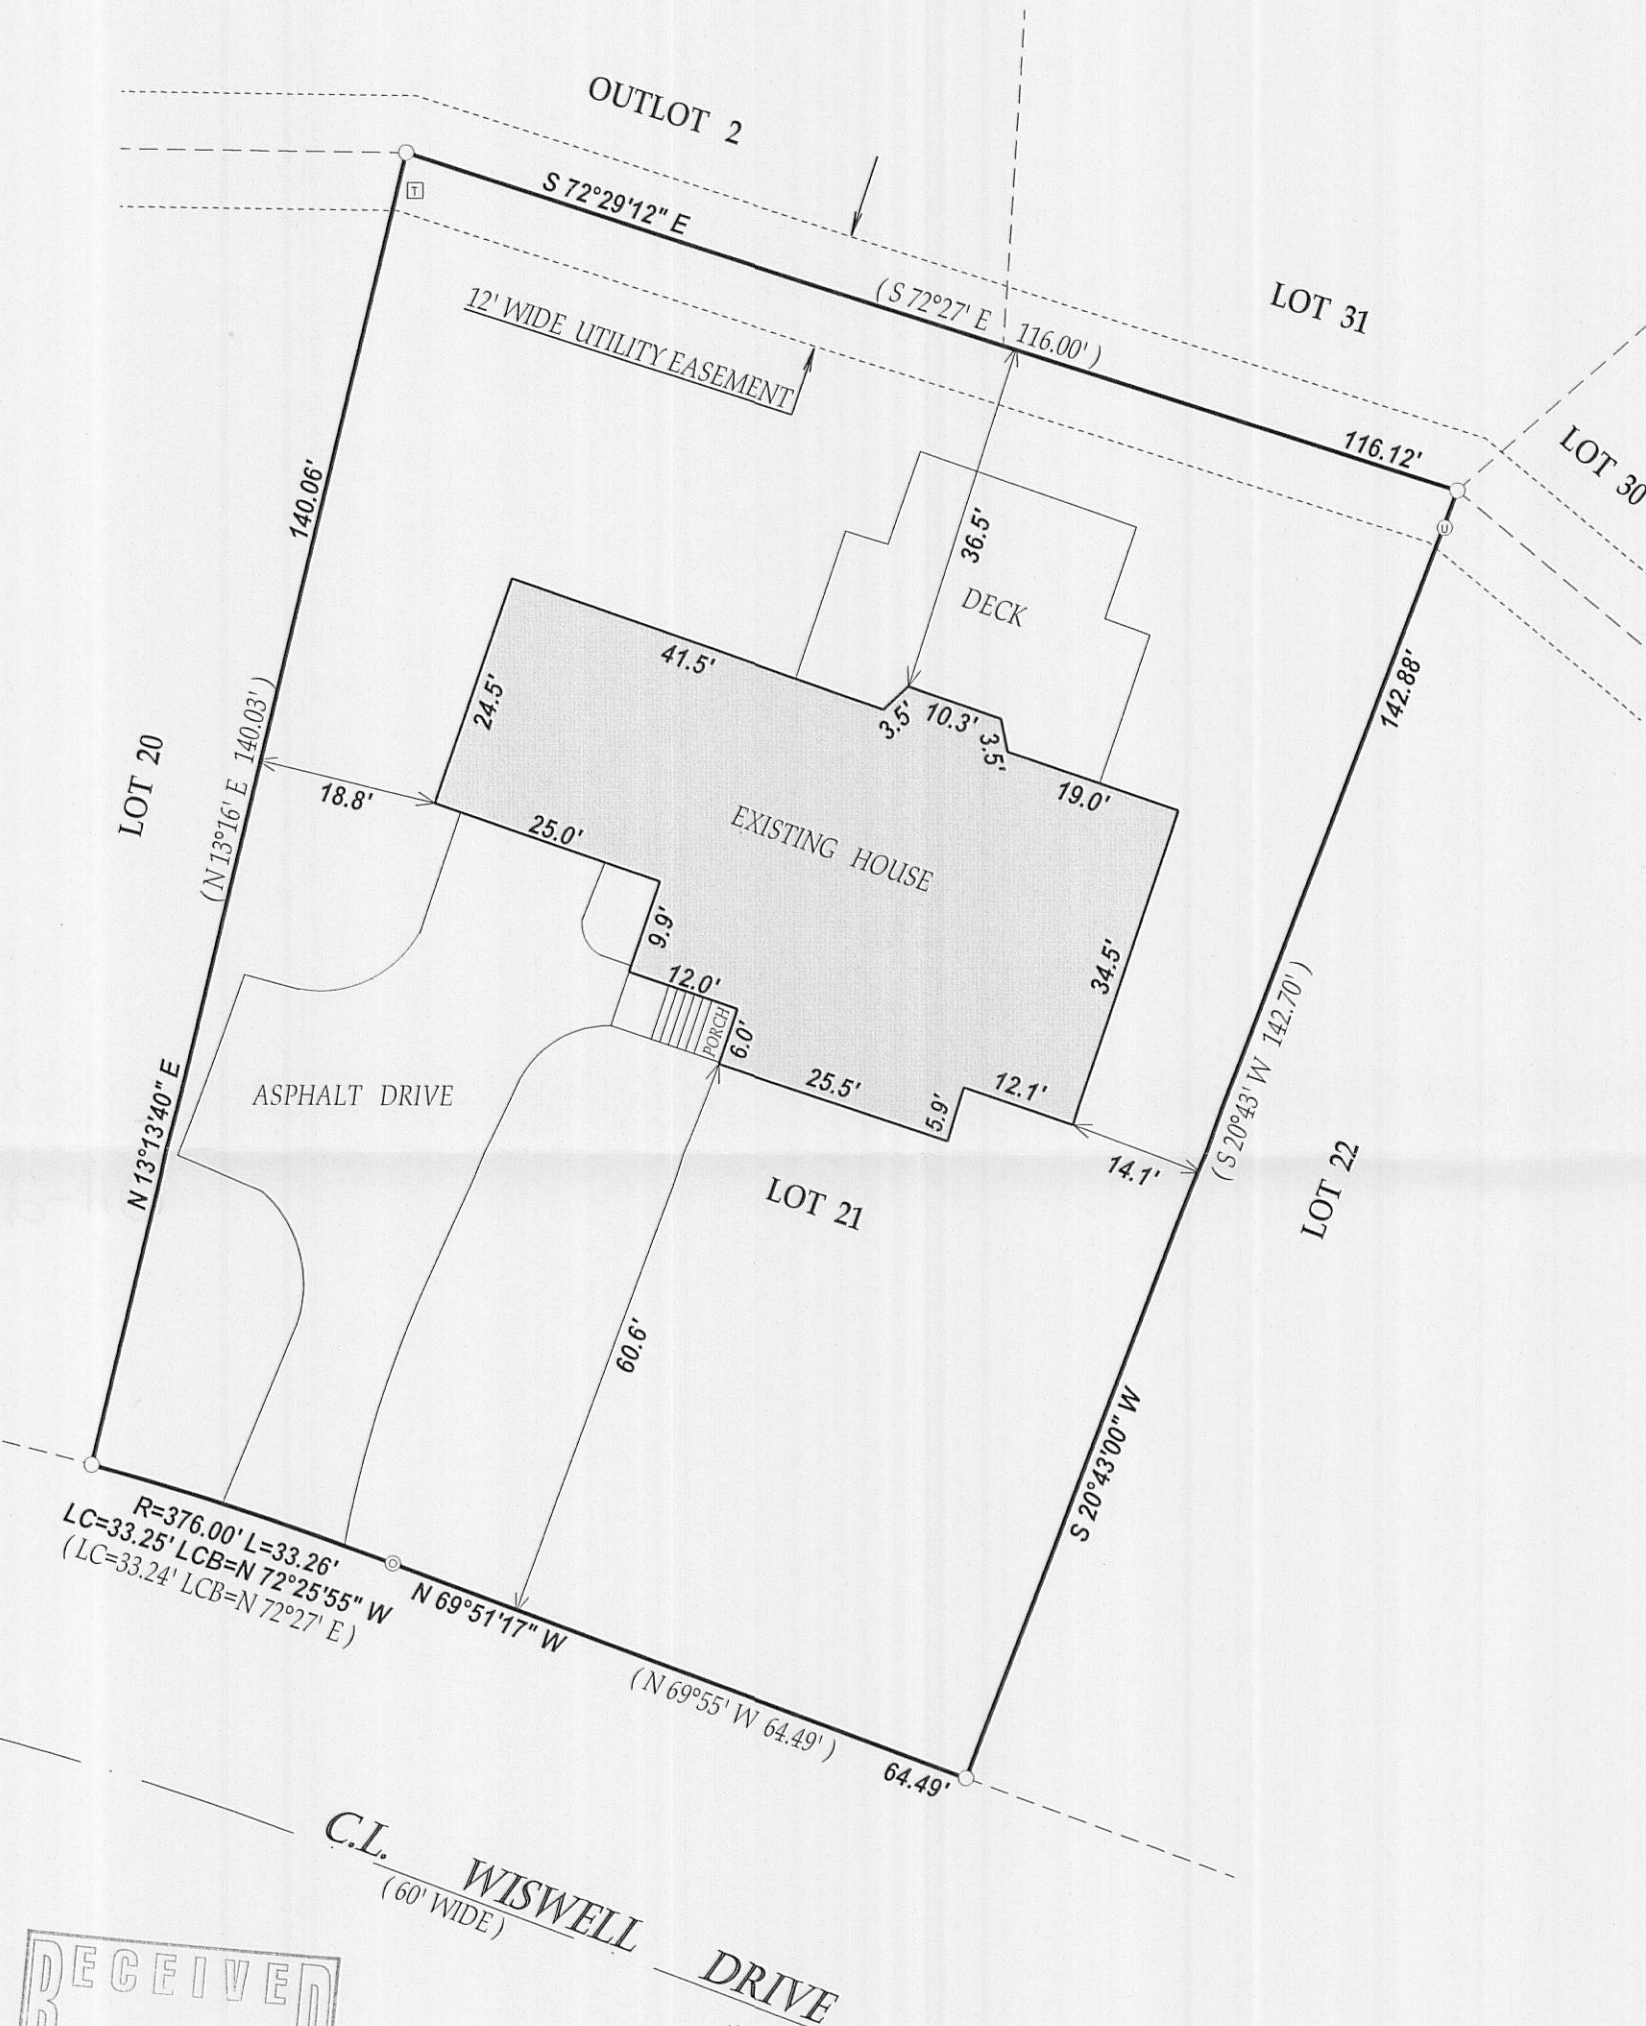 OUTLOT 2
S 72°29'12" E
( S 72°27' E 116.00' )
LOT 31
116.12'
LOT 30
T
12' WIDE UTILITY EASEMENT
U
140.06'
36.5'
DECK
41.5'
24.5'
3.5'
10.3'
3.5'
19.0'
142.88'
LOT 20
( N 13°16' E 140.03' )
18.8'
25.0'
EXISTING HOUSE
9.9'
12.0'
PORCH
6.0'
34.5'
25.5'
5.9'
12.1'
14.1'
( S 20°43' W 142.70' )
LOT 22
N 13°13'40" E
ASPHALT DRIVE
LOT 21
60.6'
S 20°43'00" W
R=376.00' L=33.26'
LC=33.25' LCB=N 72°25'55" W
( LC=33.24' LCB=N 72°27' E )
D
N 69°51'17" W
( N 69°55' W 64.49' )
64.49'
C.L. WISWELL DRIVE
( 60' WIDE )
RECEIVED